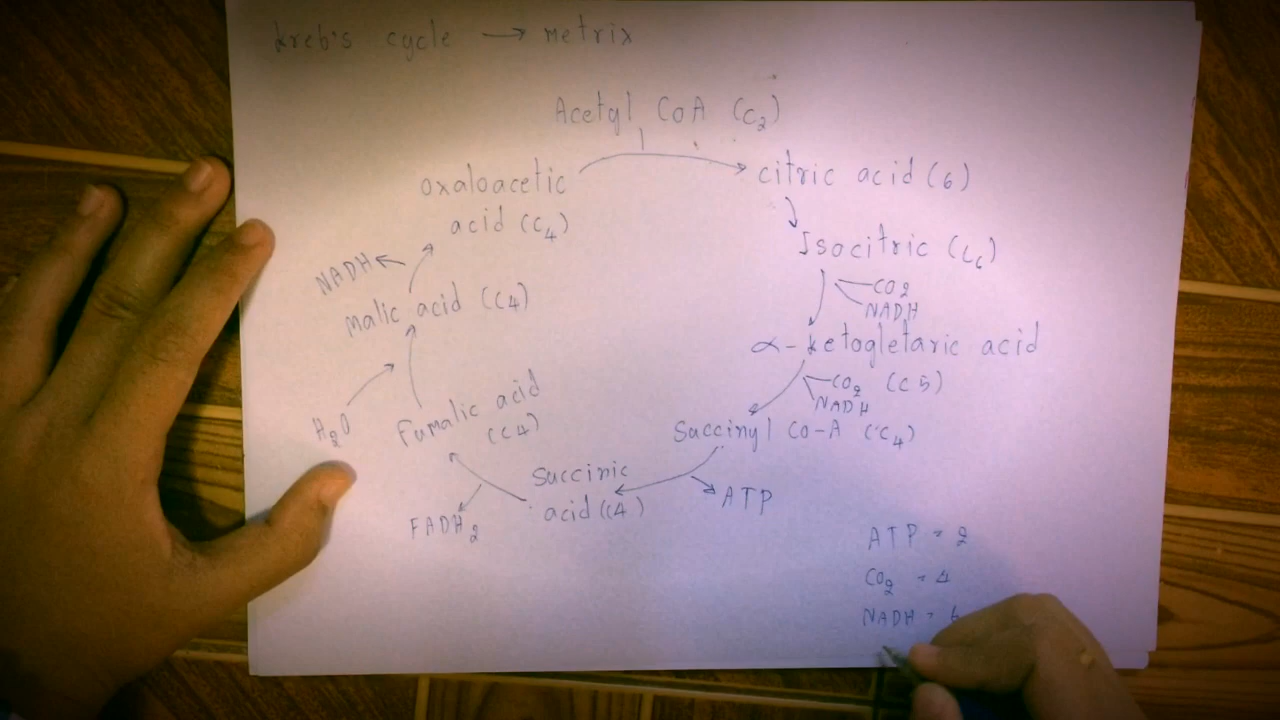 Kreb's cycle → metrix
Acetyl CoA (C2)
oxaloacetic
acid (C4)
citric acid (6)
Isocitric (C6)
CO2
NADH
α-ketogletaric acid
(C5)
CO2
NADH
Succinyl Co-A (C4)
ATP
Succinic
acid (C4)
FADH2
Fumalic acid
(C4)
H2O
Malic acid (C4)
NADH
ATP = 2
CO2 = 4
NADH = 6